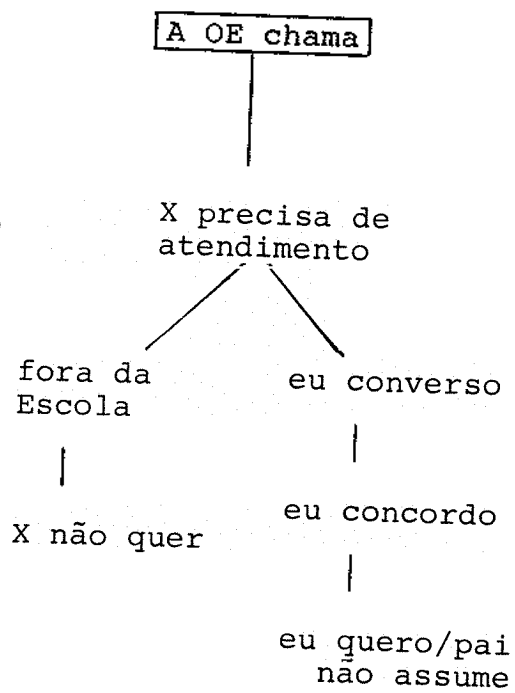 A OE chama
X precisa de
atendimento
fora da
Escola
X não quer
eu converso
eu concordo
eu quero/pai
não assume